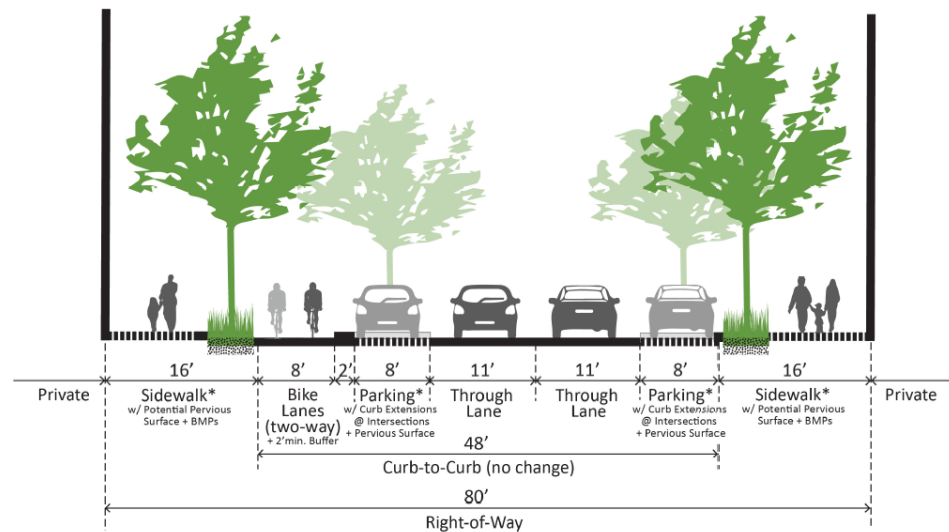 16’ 8’ 2’ 8’ 11’ 11’ 8’ 16’
Private
Sidewalk*
w/ Potential Pervious
Surface + BMPs
Bike
Lanes
(two-way)
+ 2’min. Buffer
Parking*
w/ Curb Extensions
@ Intersections
+ Pervious Surface
Through
Lane
Through
Lane
Parking*
w/ Curb Extensions
@ Intersections
+ Pervious Surface
Sidewalk*
w/ Potential Pervious
Surface + BMPs
Private
48’
Curb-to-Curb (no change)
80’
Right-of-Way